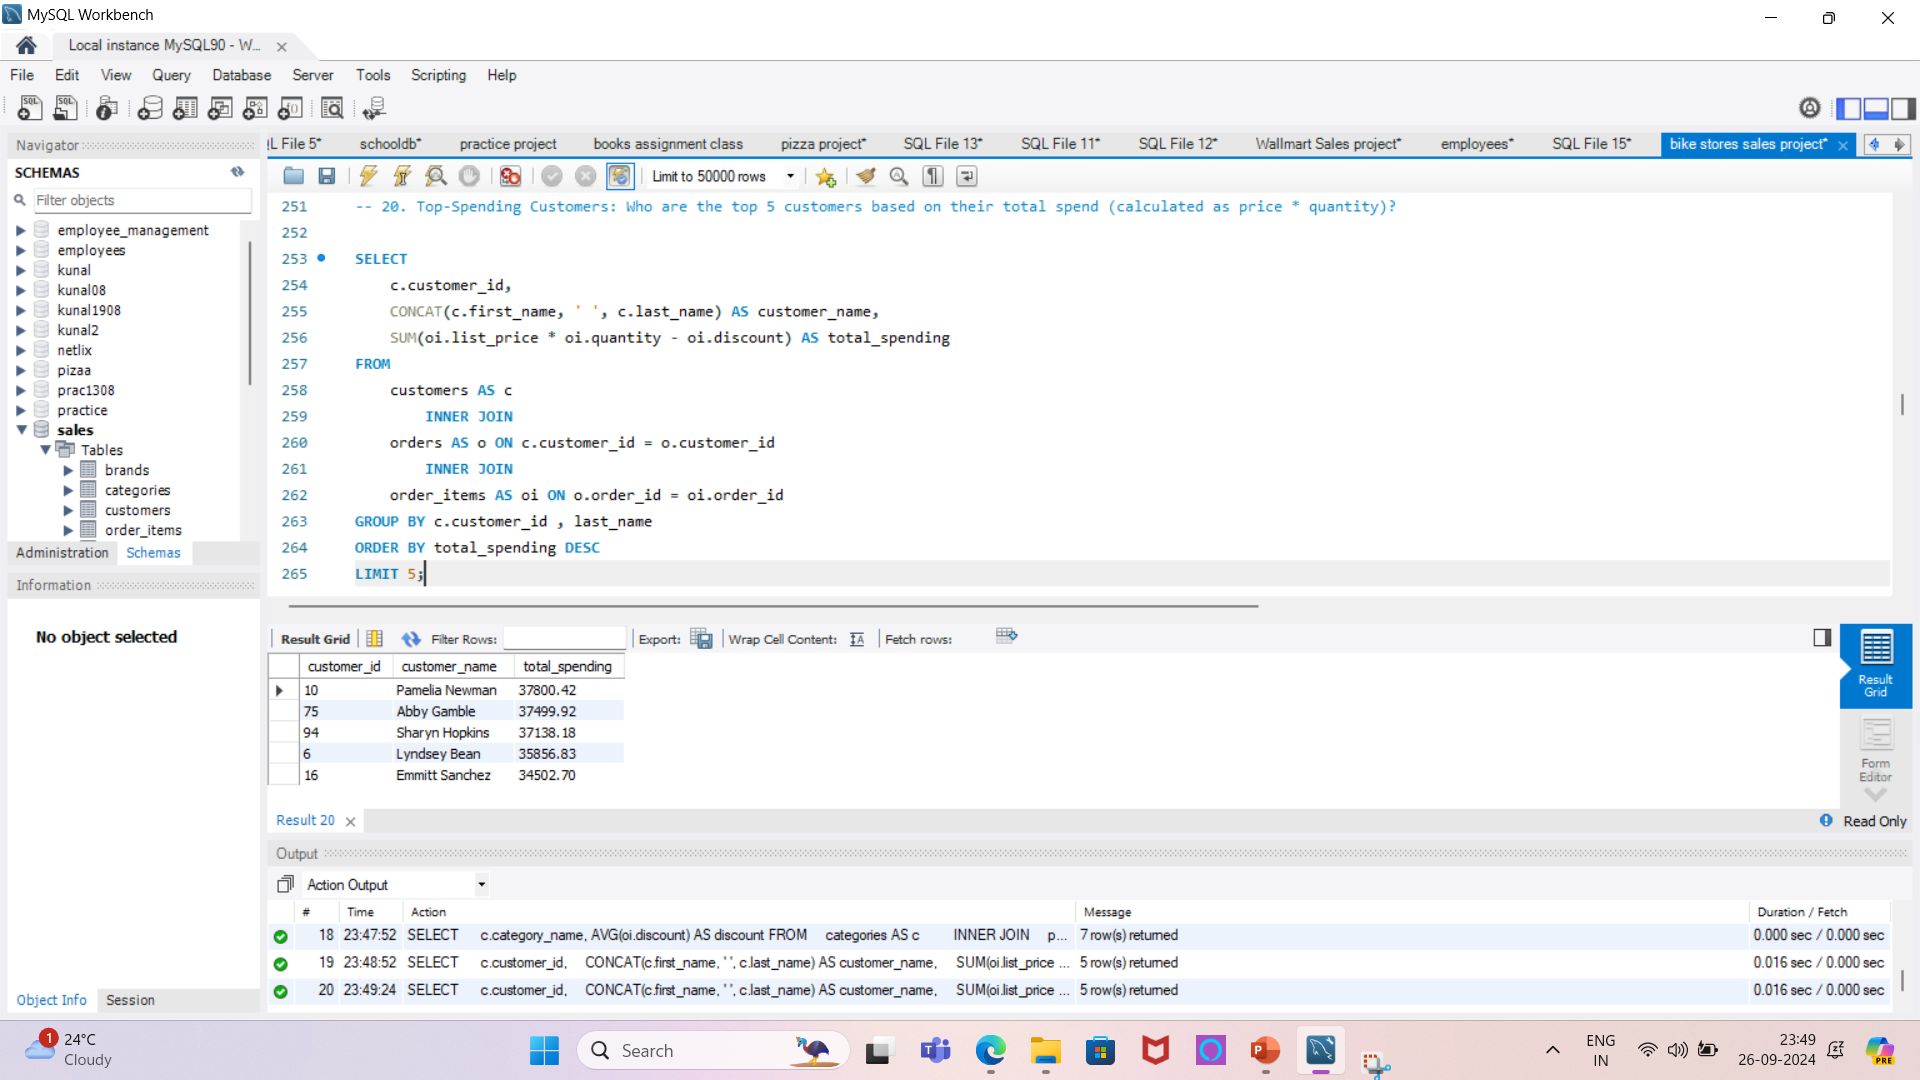 MySQL Workbench
Local instance MySQL90 - W...
File Edit View Query Database Server Tools Scripting Help
Navigator
L File 5* schooldb* practice project books assignment class pizza project* SQL File 13* SQL File 11* SQL File 12* Wallmart Sales project* employees* SQL File 15* bike stores sales project*
SCHEMAS
Limit to 50000 rows
Filter objects
employee_management
employees
kunal
kunal08
kunal1908
kunal2
netlix
pizaa
prac1308
practice
sales
Tables
brands
categories
customers
order_items
Administration Schemas
Information
No object selected
Object Info Session
251 -- 20. Top-Spending Customers: Who are the top 5 customers based on their total spend (calculated as price * quantity)?
252
253 SELECT
254 c.customer_id,
255 CONCAT(c.first_name, ' ', c.last_name) AS customer_name,
256 SUM(oi.list_price * oi.quantity - oi.discount) AS total_spending
257 FROM
258 customers AS c
259 INNER JOIN
260 orders AS o ON c.customer_id = o.customer_id
261 INNER JOIN
262 order_items AS oi ON o.order_id = oi.order_id
263 GROUP BY c.customer_id , last_name
264 ORDER BY total_spending DESC
265 LIMIT 5;
Result Grid Filter Rows: Export: Wrap Cell Content: Fetch rows:
customer_id customer_name total_spending
10 Pamelia Newman 37800.42
75 Abby Gamble 37499.92
94 Sharyn Hopkins 37138.18
6 Lyndsey Bean 35856.83
16 Emmitt Sanchez 34502.70
Result Grid
Form Editor
Result 20
Read Only
Output
Action Output
# Time Action Message Duration / Fetch
18 23:47:52 SELECT c.category_name, AVG(oi.discount) AS discount FROM categories AS c INNER JOIN p... 7 row(s) returned 0.000 sec / 0.000 sec
19 23:48:52 SELECT c.customer_id, CONCAT(c.first_name, ' ', c.last_name) AS customer_name, SUM(oi.list_price ... 5 row(s) returned 0.016 sec / 0.000 sec
20 23:49:24 SELECT c.customer_id, CONCAT(c.first_name, ' ', c.last_name) AS customer_name, SUM(oi.list_price ... 5 row(s) returned 0.016 sec / 0.000 sec
1
24°C
Cloudy
Search
ENG
IN
23:49
26-09-2024
PRE